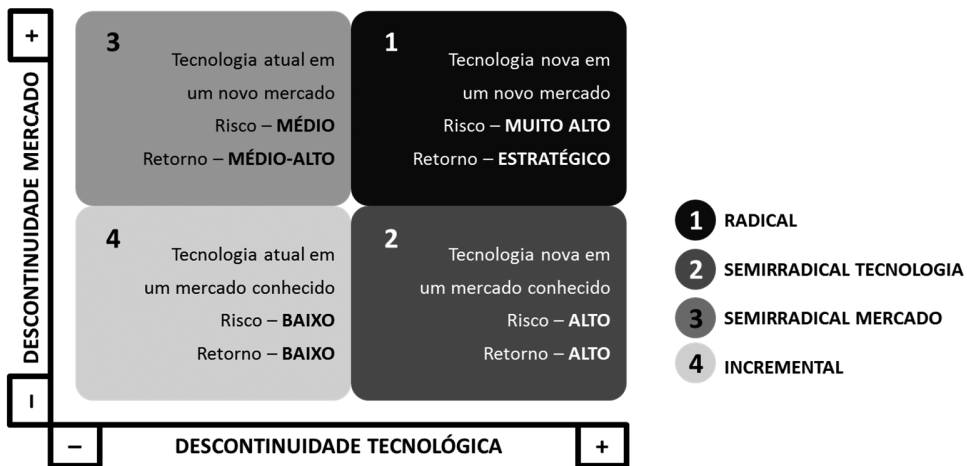 +
DESCONTINUIDADE MERCADO
–
3
Tecnologia atual em
um novo mercado
Risco – MÉDIO
Retorno – MÉDIO-ALTO
1
Tecnologia nova em
um novo mercado
Risco – MUITO ALTO
Retorno – ESTRATÉGICO
4
Tecnologia atual em
um mercado conhecido
Risco – BAIXO
Retorno – BAIXO
2
Tecnologia nova em
um mercado conhecido
Risco – ALTO
Retorno – ALTO
–
DESCONTINUIDADE TECNOLÓGICA
+
1 RADICAL
2 SEMIRRADICAL TECNOLOGIA
3 SEMIRRADICAL MERCADO
4 INCREMENTAL